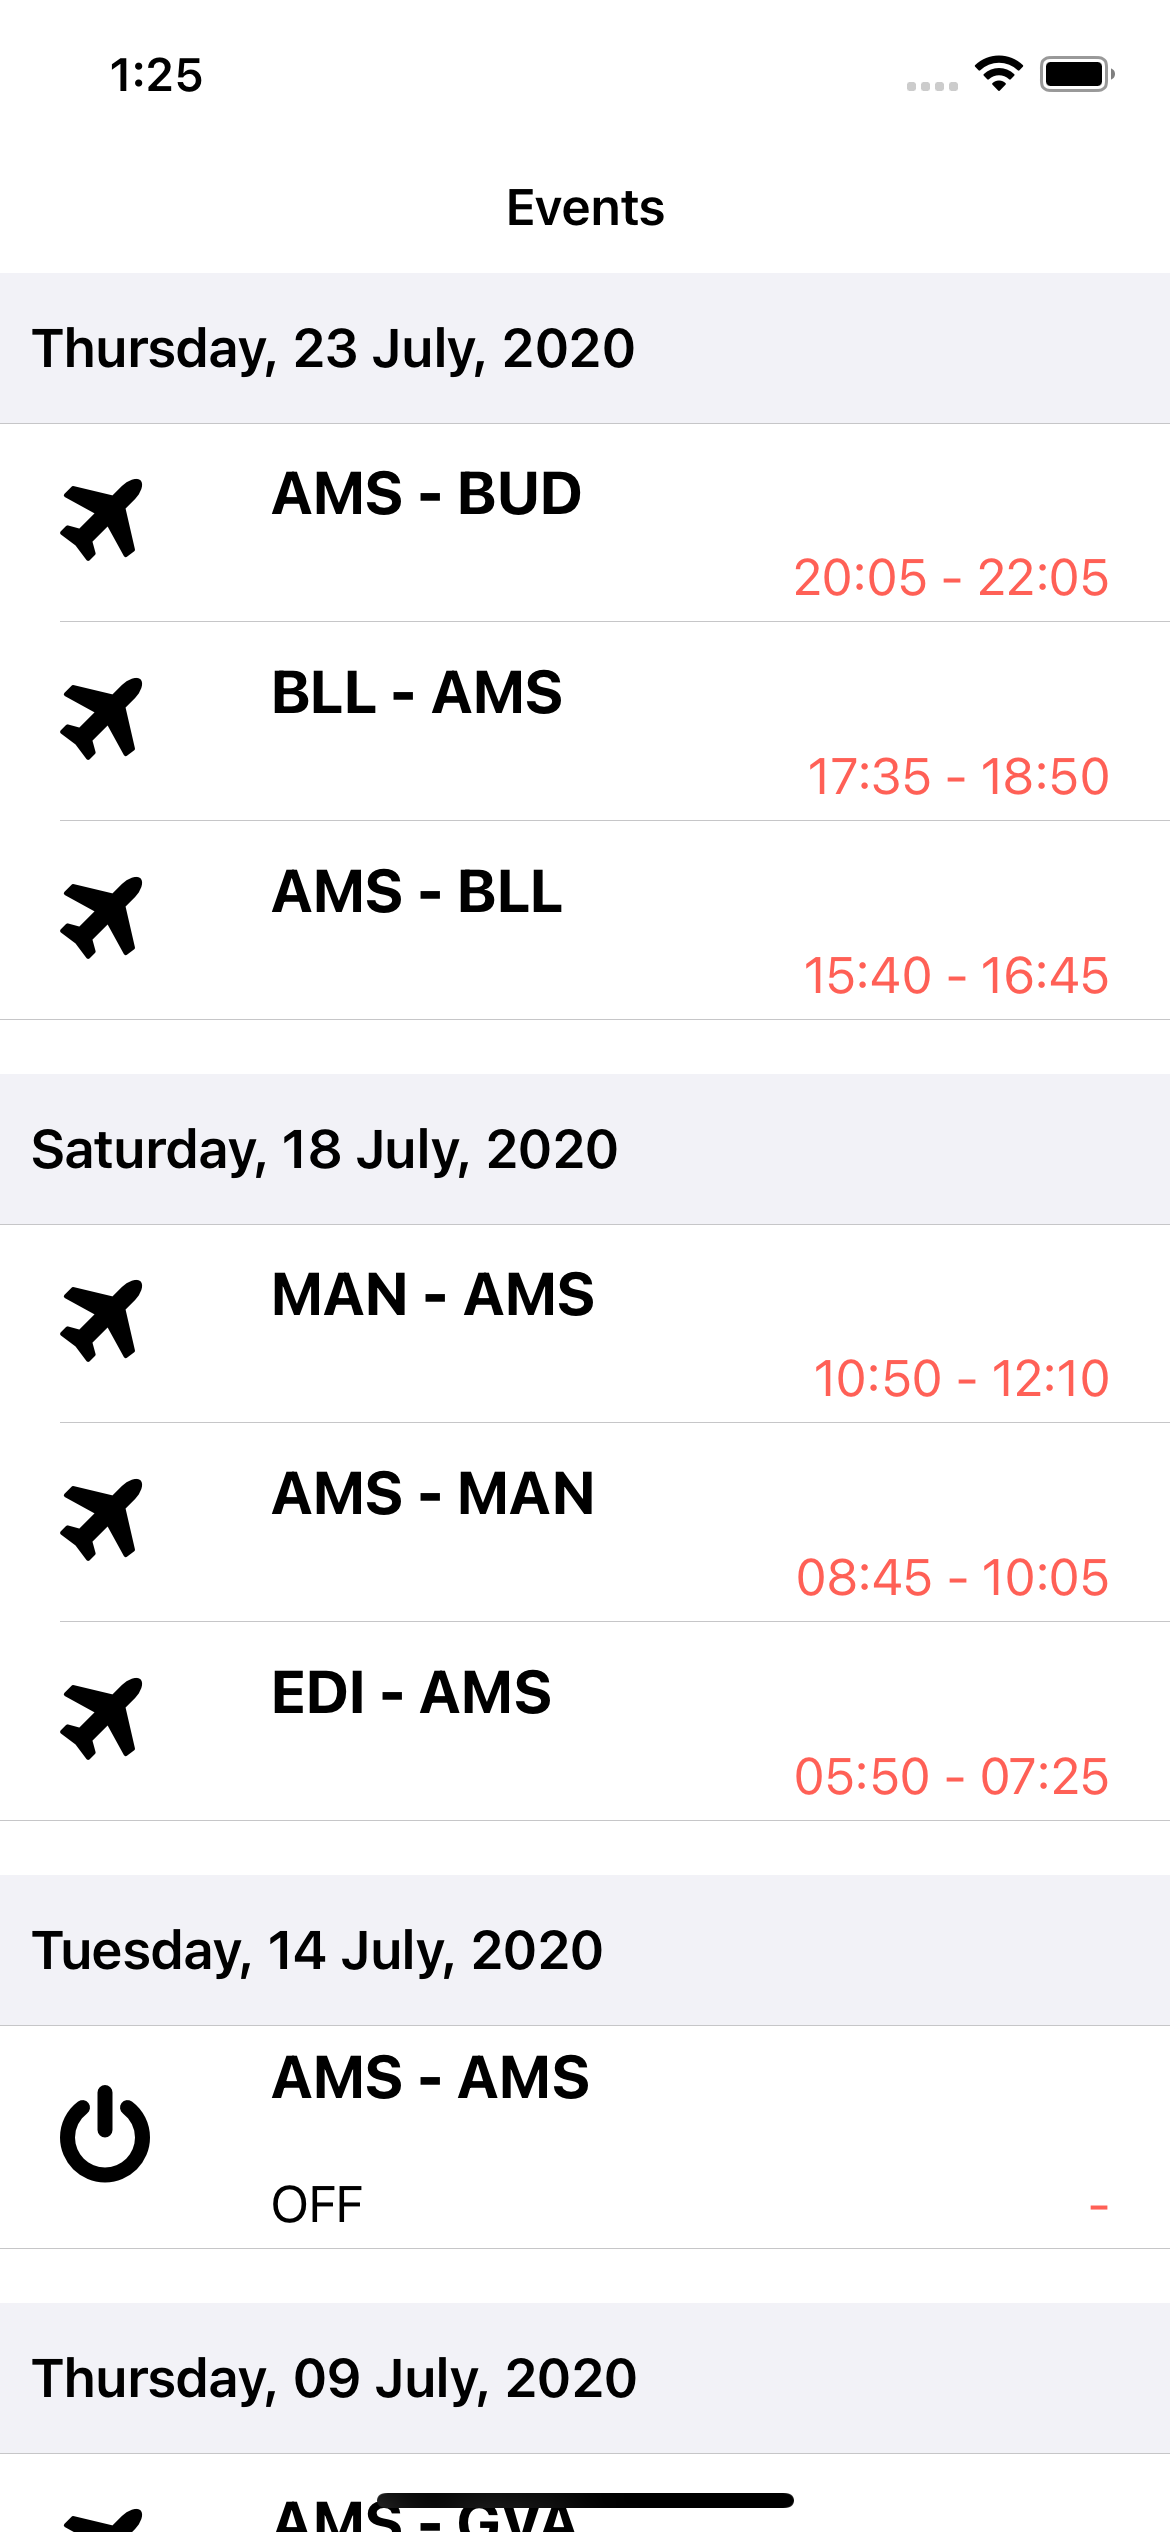 1:25
Events
Thursday, 23 July, 2020
AMS - BUD
20:05 - 22:05
BLL - AMS
17:35 - 18:50
AMS - BLL
15:40 - 16:45
Saturday, 18 July, 2020
MAN - AMS
10:50 - 12:10
AMS - MAN
08:45 - 10:05
EDI - AMS
05:50 - 07:25
Tuesday, 14 July, 2020
AMS - AMS
OFF -
Thursday, 09 July, 2020
AMS - GVA